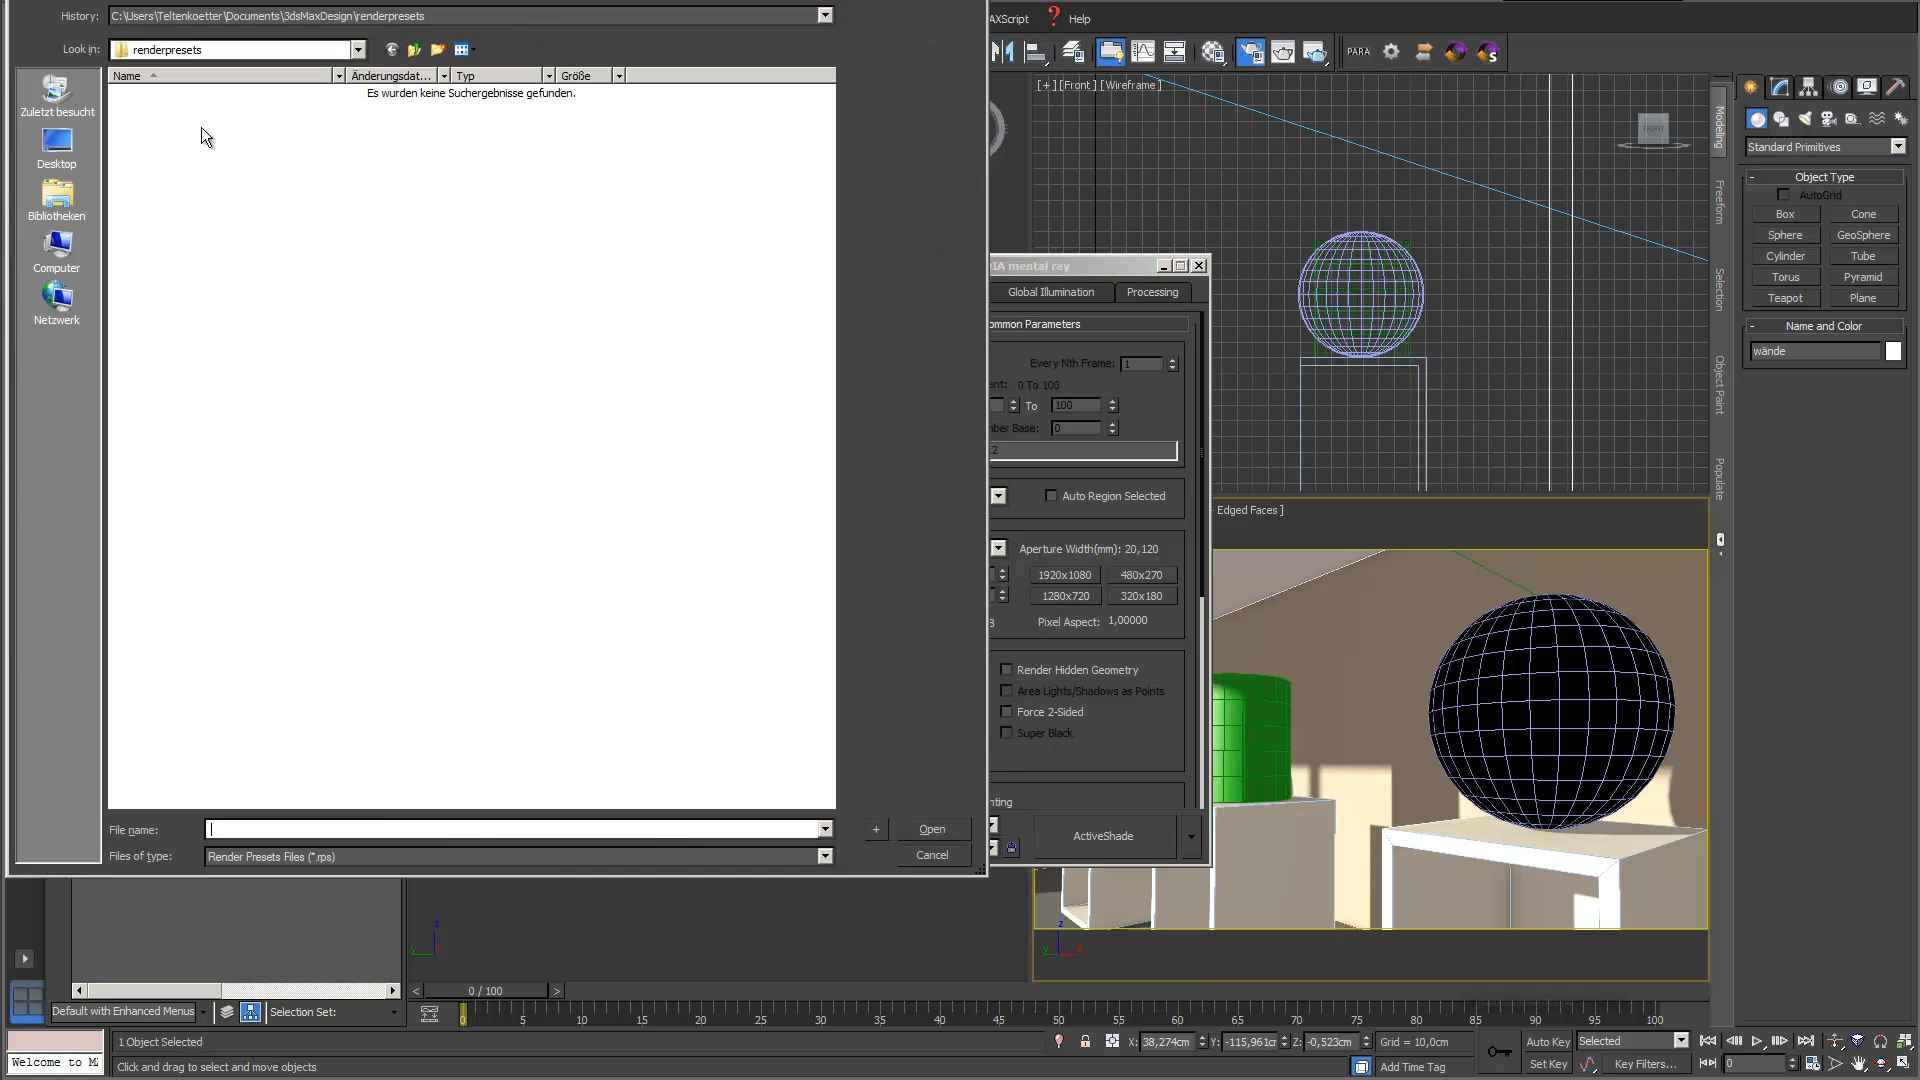 History: C:\Users\Teltenkoetter\Documents\3dsMaxDesign\renderpresets
Look in: renderpresets
Name Änderungsdat... Typ Größe
Es wurden keine Suchergebnisse gefunden.
Zuletzt besucht
Desktop
Bibliotheken
Computer
Netzwerk
File name:
+ Open
Files of type: Render Presets Files (*.rps)
Cancel
AXScript ? Help
PARA
[+] [Front] [Wireframe]
FRONT
DIA mental ray
Global Illumination Processing
ommon Parameters
Every Nth Frame: 1
ent: 0 To 100
To 100
mber Base: 0
2
Auto Region Selected
Aperture Width(mm): 20,120
1920x1080 480x270
1280x720 320x180
3 Pixel Aspect: 1,00000
Render Hidden Geometry
Area Lights/Shadows as Points
Force 2-Sided
Super Black
nting
ActiveShade
Edged Faces ]
Modeling
Freeform
Selection
Object Paint
Populate
Standard Primitives
- Object Type
AutoGrid
Box Cone
Sphere GeoSphere
Cylinder Tube
Torus Pyramid
Teapot Plane
- Name and Color
wände
z
y x
z
y x
< 0 / 100 >
Default with Enhanced Menus Selection Set:
0 5 10 15 20 25 30 35 40 45 50 55 60 65 70 75 80 85 90 95 100
1 Object Selected
X: 38,274cm Y: -115,961cr Z: -0,523cm Grid = 10,0cm
Auto Key Selected
Welcome to M
Click and drag to select and move objects
Add Time Tag
Set Key Key Filters... 0